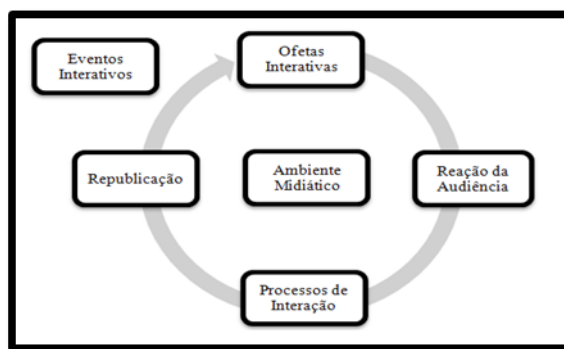 Eventos
Interativos
Ofetas
Interativas
Republicação
Ambiente
Midiático
Reação da
Audiência
Processos de
Interação